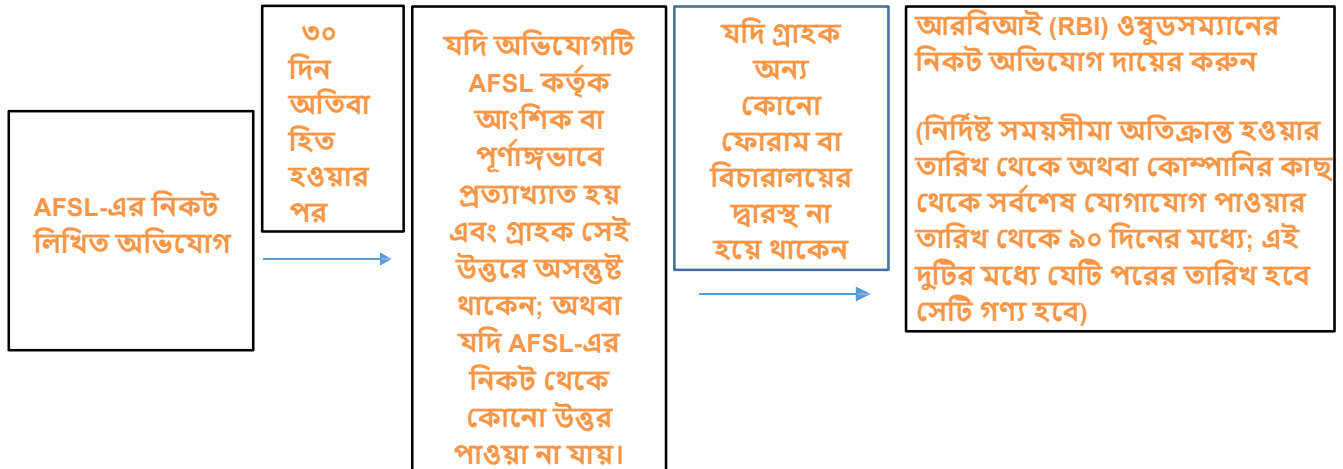 AFSL-এর নিকট
লিখিত অভিযোগ
৩০
দিন
অতিবা
হিত
হওয়ার
পর
যদি অভিযোগটি
AFSL কর্তৃক
আংশিক বা
পূর্ণাঙ্গভাবে
প্রত্যাখ্যাত হয়
এবং গ্রাহক সেই
উত্তরে অসন্তুষ্ট
থাকেন; অথবা
যদি AFSL-এর
নিকট থেকে
কোনো উত্তর
পাওয়া না যায়।
যদি গ্রাহক
অন্য
কোনো
ফোরাম বা
বিচারালয়ের
দ্বারস্থ না
হয়ে থাকেন
আরবিআই (RBI) ওম্বুডসম্যানের
নিকট অভিযোগ দায়ের করুন
(নির্দিষ্ট সময়সীমা অতিক্রান্ত হওয়ার
তারিখ থেকে অথবা কোম্পানির কাছ
থেকে সর্বশেষ যোগাযোগ পাওয়ার
তারিখ থেকে ৯০ দিনের মধ্যে; এই
দুটির মধ্যে যেটি পরের তারিখ হবে
সেটি গণ্য হবে)